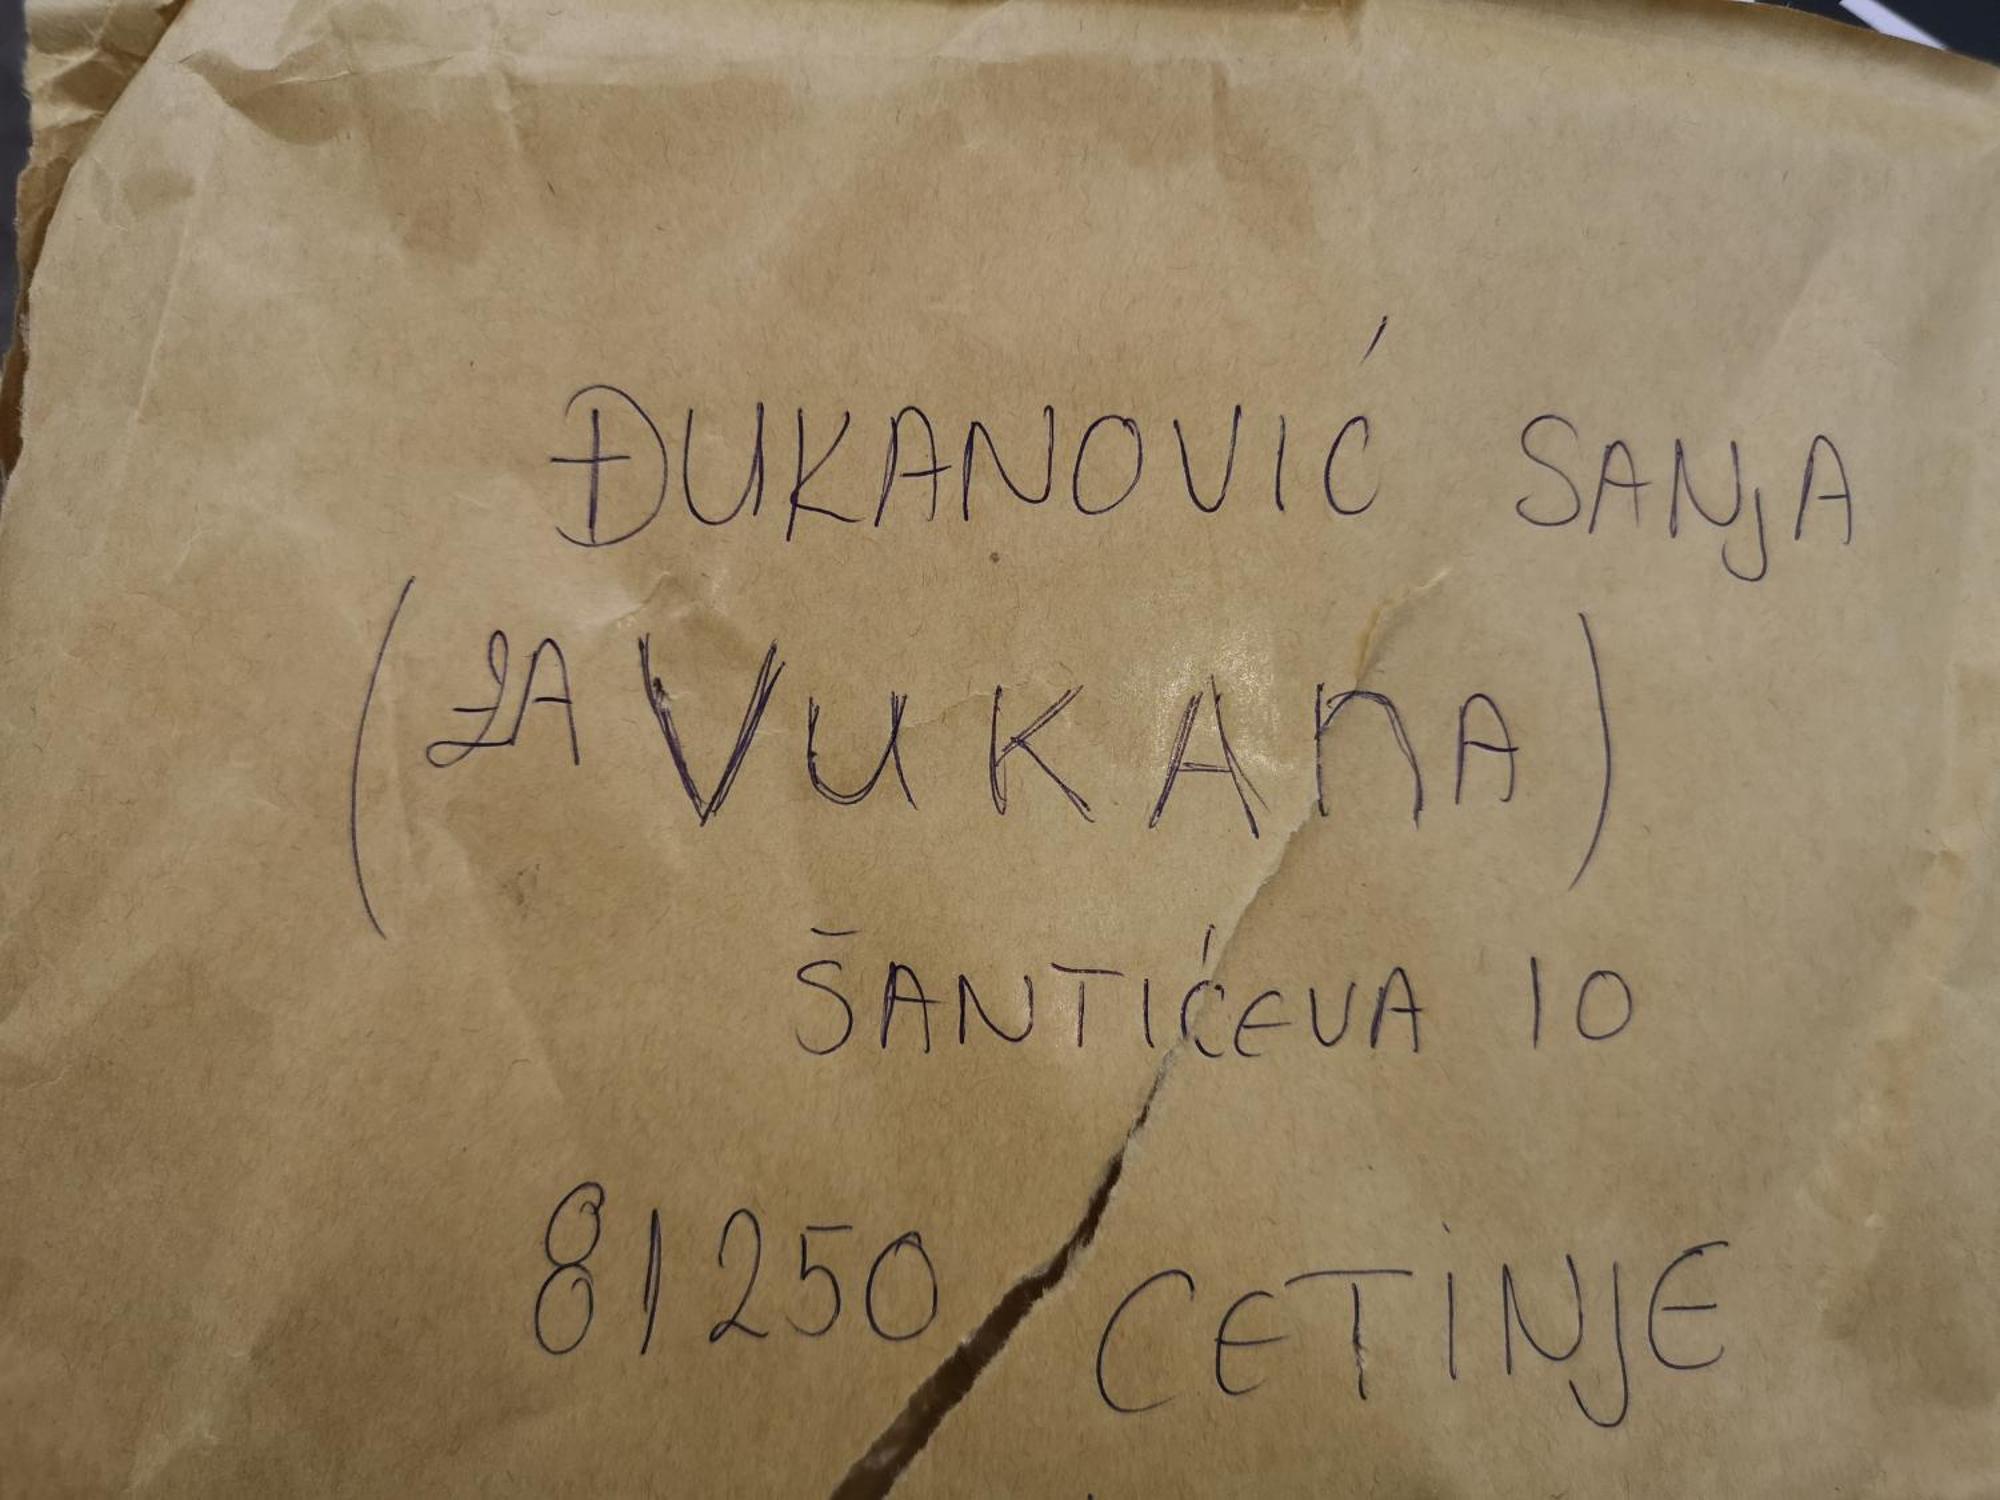 ĐUKANOVIĆ SANJA
(ZA VUKANA)
ŠANTIĆEVA 10
81250 CETINJE